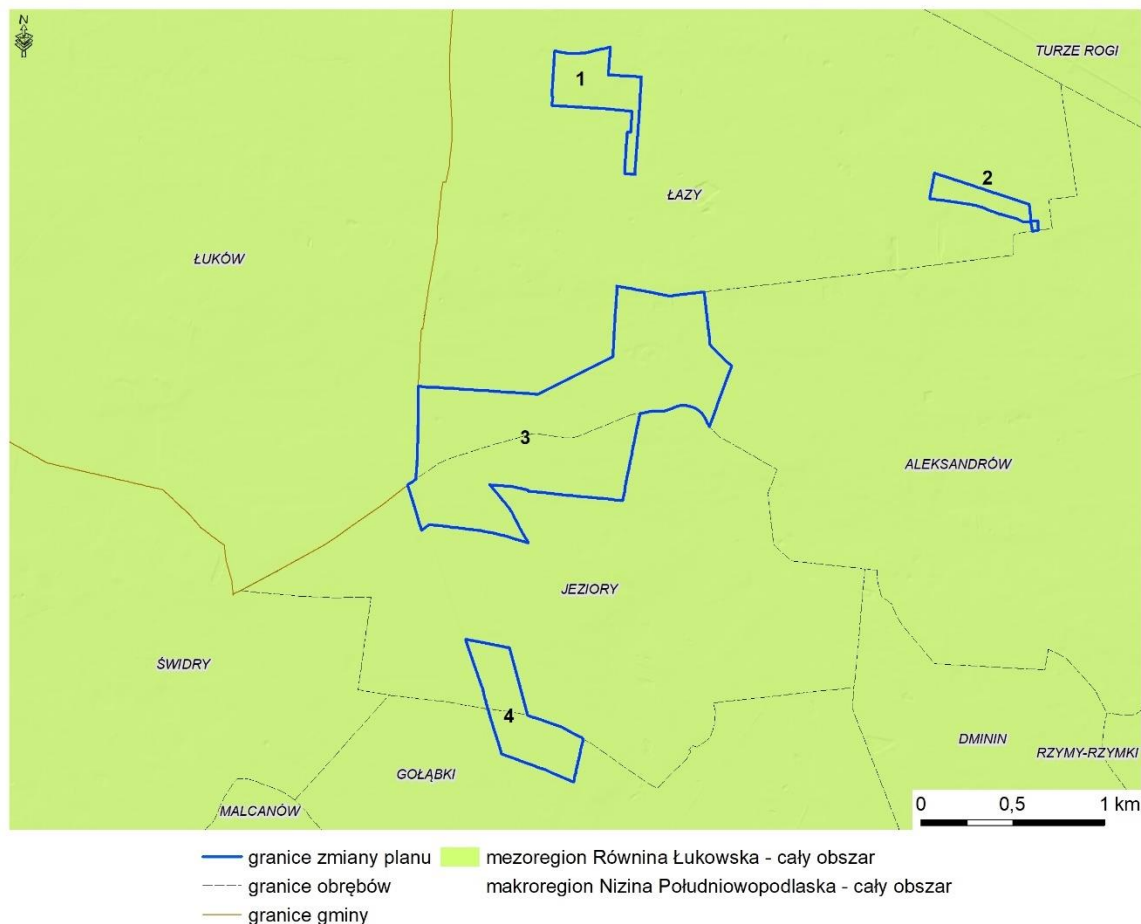 N
TURZE ROGI
1
2
ŁAZY
ŁUKÓW
3
ALEKSANDRÓW
JEZIORY
ŚWIDRY
4
DMININ
RZYMY-RZYMKI
GOŁĄBKI
MALCANÓW
0 0,5 1 km
granice zmiany planu mezoregion Równina Łukowska - cały obszar
granice obrębów makroregion Nizina Południowopodlaska - cały obszar
granice gminy